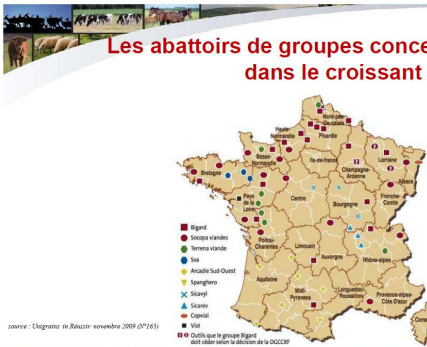 Les abattoirs de groupes conce
dans le croissant
Nord-pas-
de-calais
Haute-
Normandie
Picardie
Basse-
Normandie
Ile-de-france
Champagne-
Ardenne
Lorraine
Alsace
Bretagne
Pays
de la
Loire
Centre
Bourgogne
Franche-
Comté
Poitou-
Charentes
Limousin
Auvergne
Rhône-alpes
Aquitaine
Midi-
Pyrenees
Languedoc-
Roussillon
Provence-alpes-
Côte D'azur
Corse
Bigard
Socopa viandes
Terrena viande
Sva
Arcadie Sud-Ouest
Spanghero
Sicavyl
Sicarev
Copvial
Viol
Outils que le groupe Bigard
doit céder selon la décision de la DGCCRF
source : Unigrains in Réussir novembre 2009 (N°165)